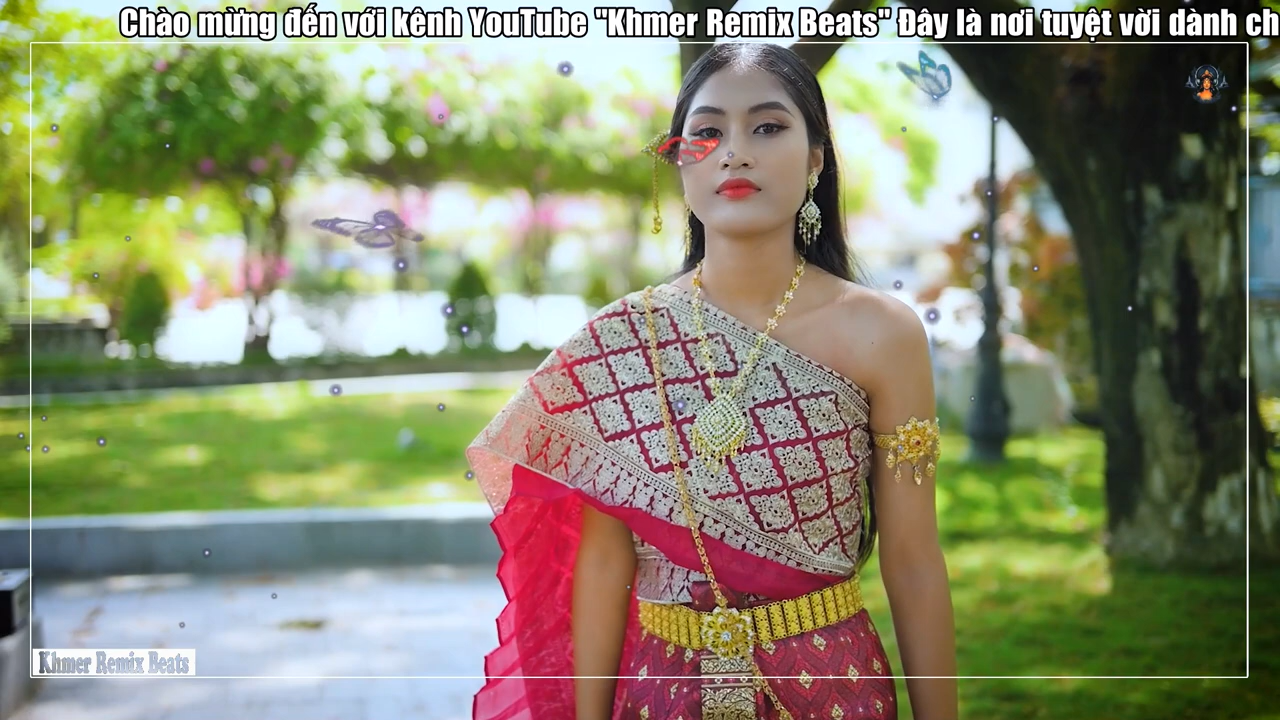 Chào mừng đến với kênh YouTube "Khmer Remix Beats" Đây là nơi tuyệt vời dành ch
Khmer Remix Beats